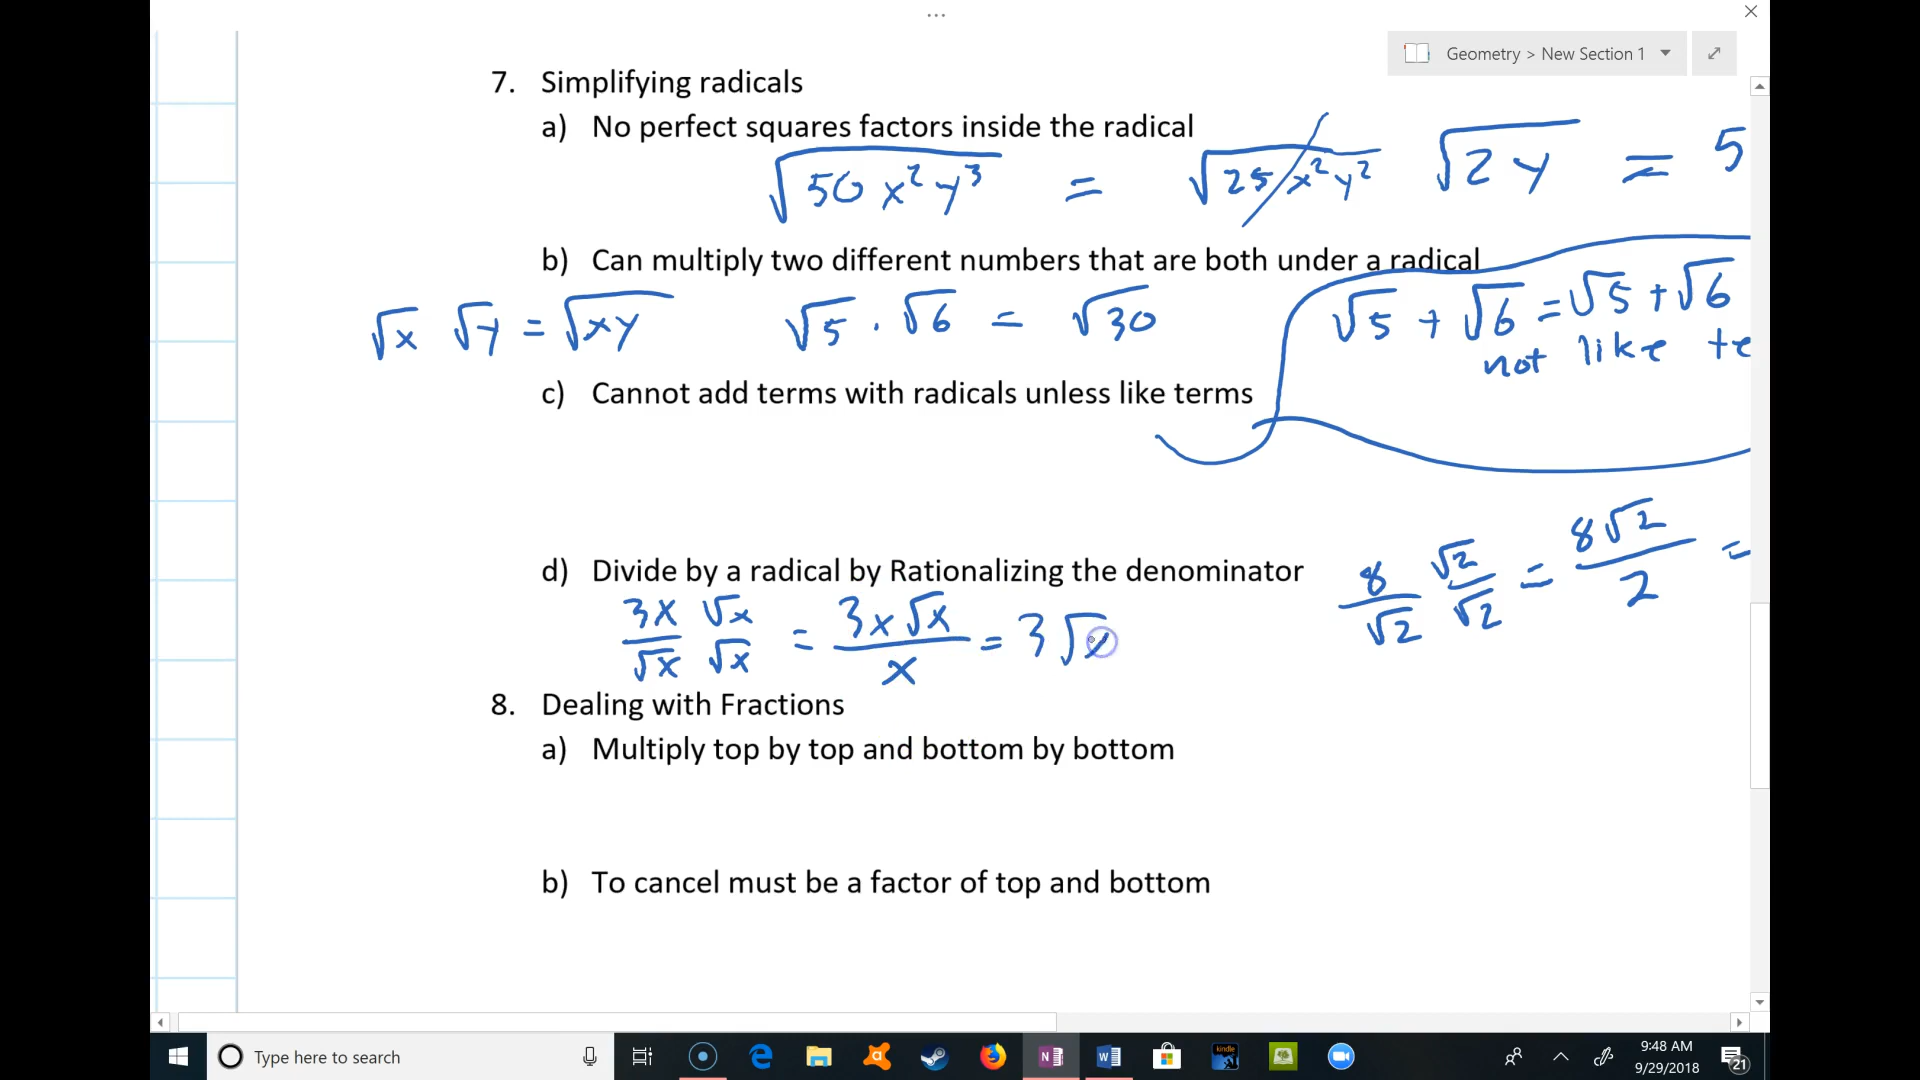 ...
Geometry > New Section 1
7. Simplifying radicals
a) No perfect squares factors inside the radical
√50x²y³ = √25x²y² √2y = 5
b) Can multiply two different numbers that are both under a radical
√x √y = √xy √5 · √6 = √30 √5 + √6 = √5 + √6
not like te
c) Cannot add terms with radicals unless like terms
d) Divide by a radical by Rationalizing the denominator
8/√2 √2/√2 = 8√2/2 =
3x/√x √x/√x = 3x√x/x = 3√x
8. Dealing with Fractions
a) Multiply top by top and bottom by bottom
b) To cancel must be a factor of top and bottom
Type here to search
kindle
N
W
9:48 AM
9/29/2018
21